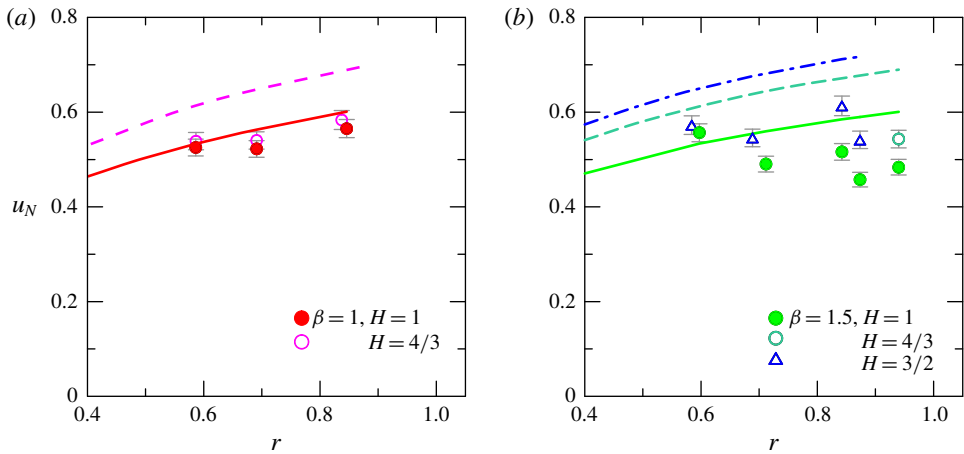 (a)
0.8
0.6
u_N 0.4
0.2
0
0.4 0.6 0.8 1.0
r
β = 1, H = 1
H = 4/3
(b)
0.8
0.6
0.4
0.2
0
0.4 0.6 0.8 1.0
r
β = 1.5, H = 1
H = 4/3
H = 3/2